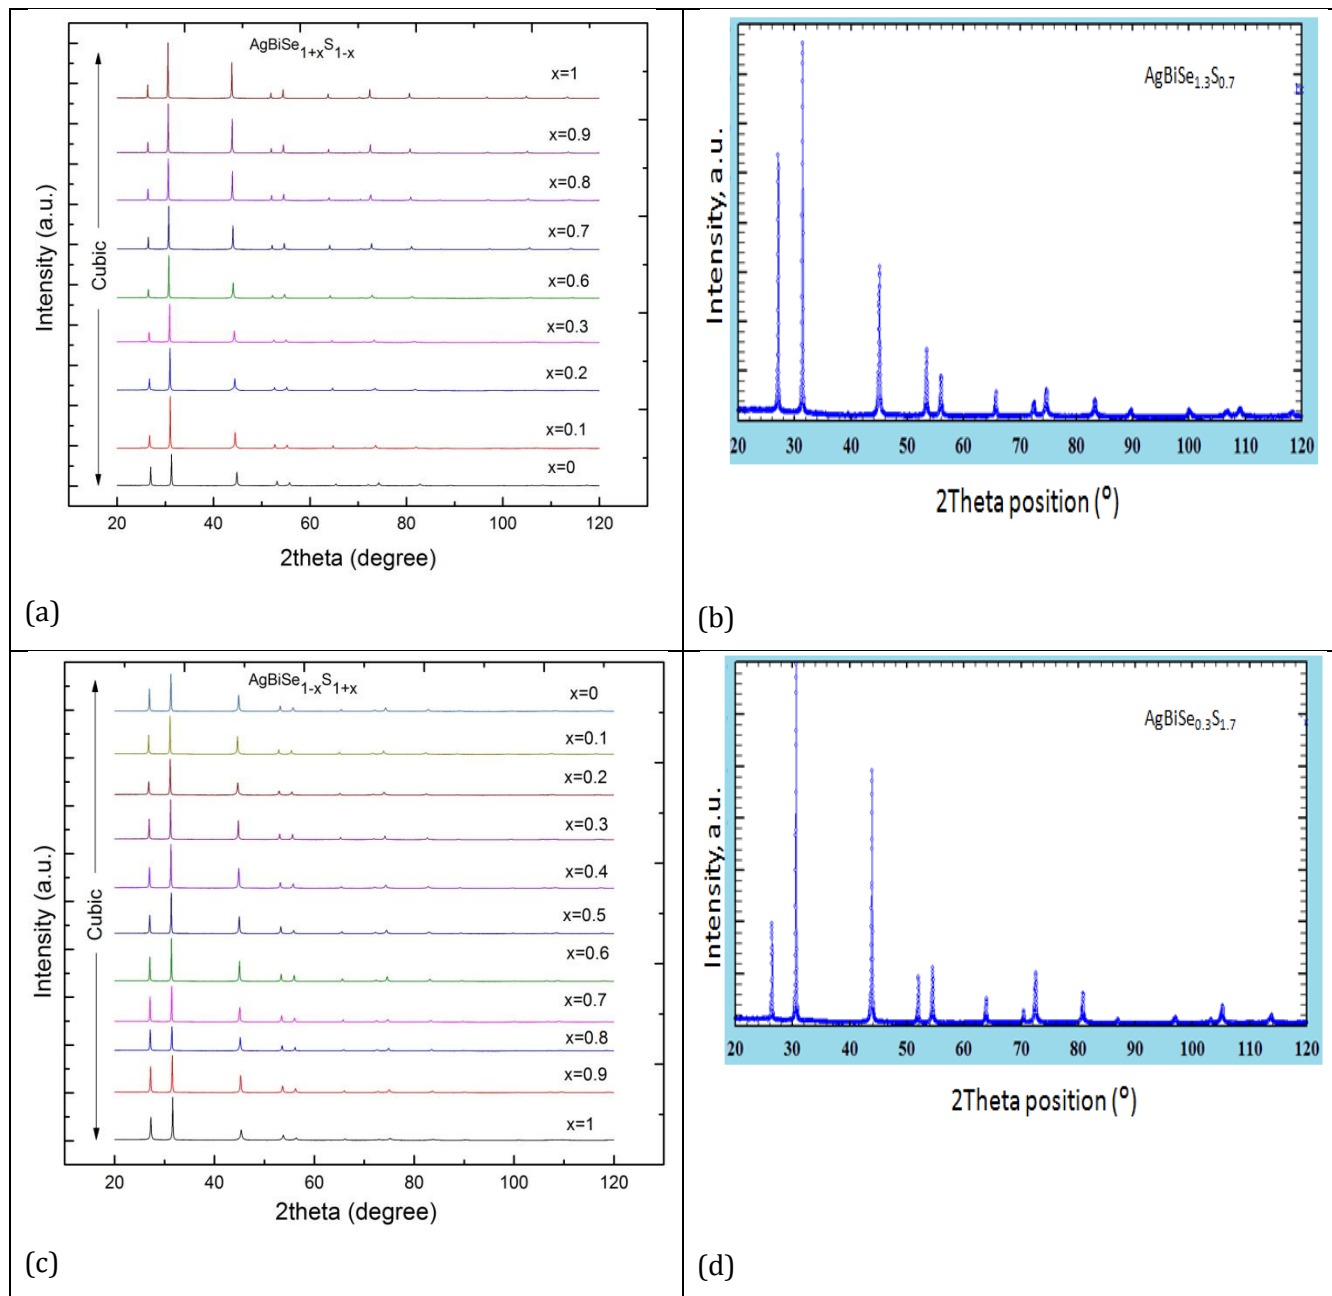 AgBiSe1+xS1-x
x=1
x=0.9
x=0.8
x=0.7
x=0.6
x=0.3
x=0.2
x=0.1
x=0
Cubic
Intensity (a.u.)
20 40 60 80 100 120
2theta (degree)
(a)
AgBiSe1.3S0.7
Intensity, a.u.
20 30 40 50 60 70 80 90 100 110 120
2Theta position (°)
(b)
AgBiSe1-xS1+x
x=0
x=0.1
x=0.2
x=0.3
x=0.4
x=0.5
x=0.6
x=0.7
x=0.8
x=0.9
x=1
Cubic
Intensity (a.u.)
20 40 60 80 100 120
2theta (degree)
(c)
AgBiSe0.3S1.7
Intensity, a.u.
20 30 40 50 60 70 80 90 100 110 120
2Theta position (°)
(d)